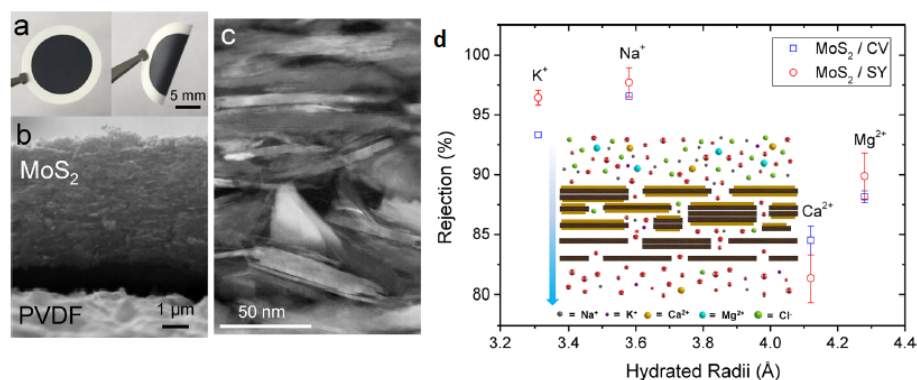 a
5 mm
b
MoS₂
1 μm
PVDF
c
50 nm
d
MoS₂ / CV
MoS₂ / SY
K⁺
Na⁺
Mg²⁺
Ca²⁺
100
95
90
85
80
Rejection (%)
= Na⁺ = K⁺ = Ca²⁺ = Mg²⁺ = Cl⁻
3.2 3.4 3.6 3.8 4.0 4.2 4.4
Hydrated Radii (Å)